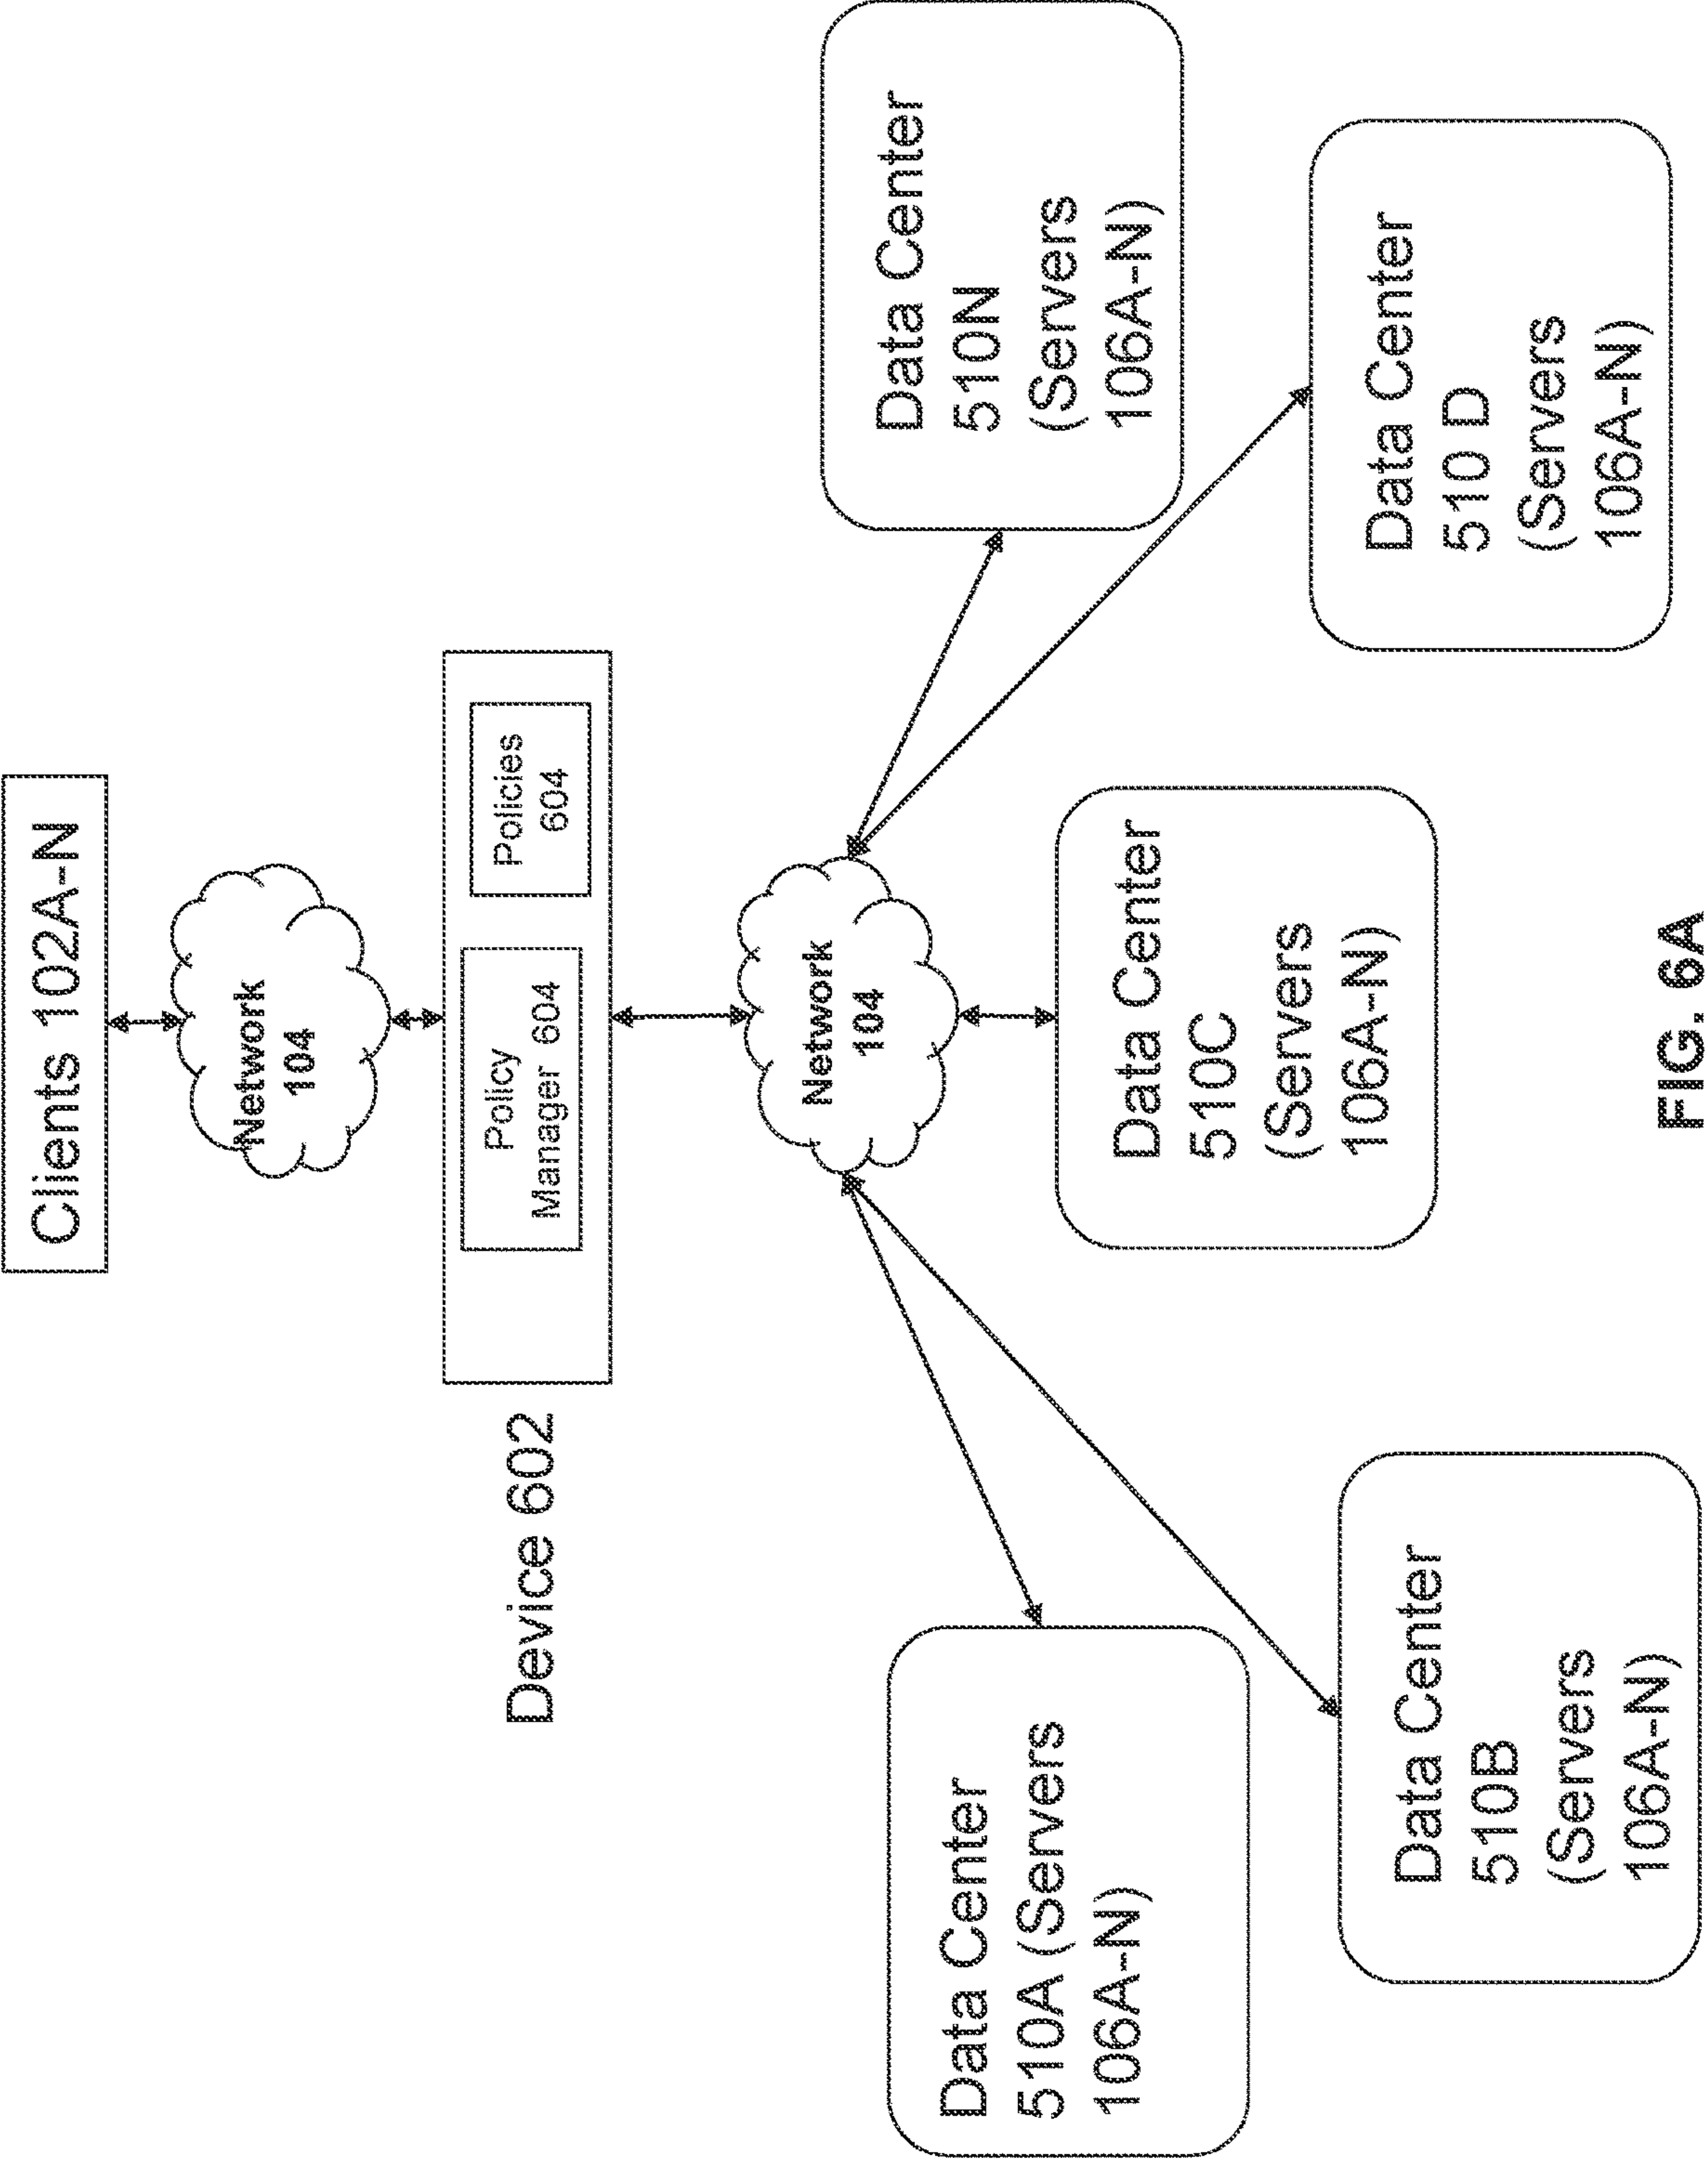 Clients 102A-N
Network
104
Device 602
Policy
Manager 604
Policies
604
Network
104
Data Center
510A (Servers
106A-N)
Data Center
510B
(Servers
106A-N)
Data Center
510C
(Servers
106A-N)
Data Center
510 D
(Servers
106A-N)
Data Center
510N
(Servers
106A-N)
FIG. 6A